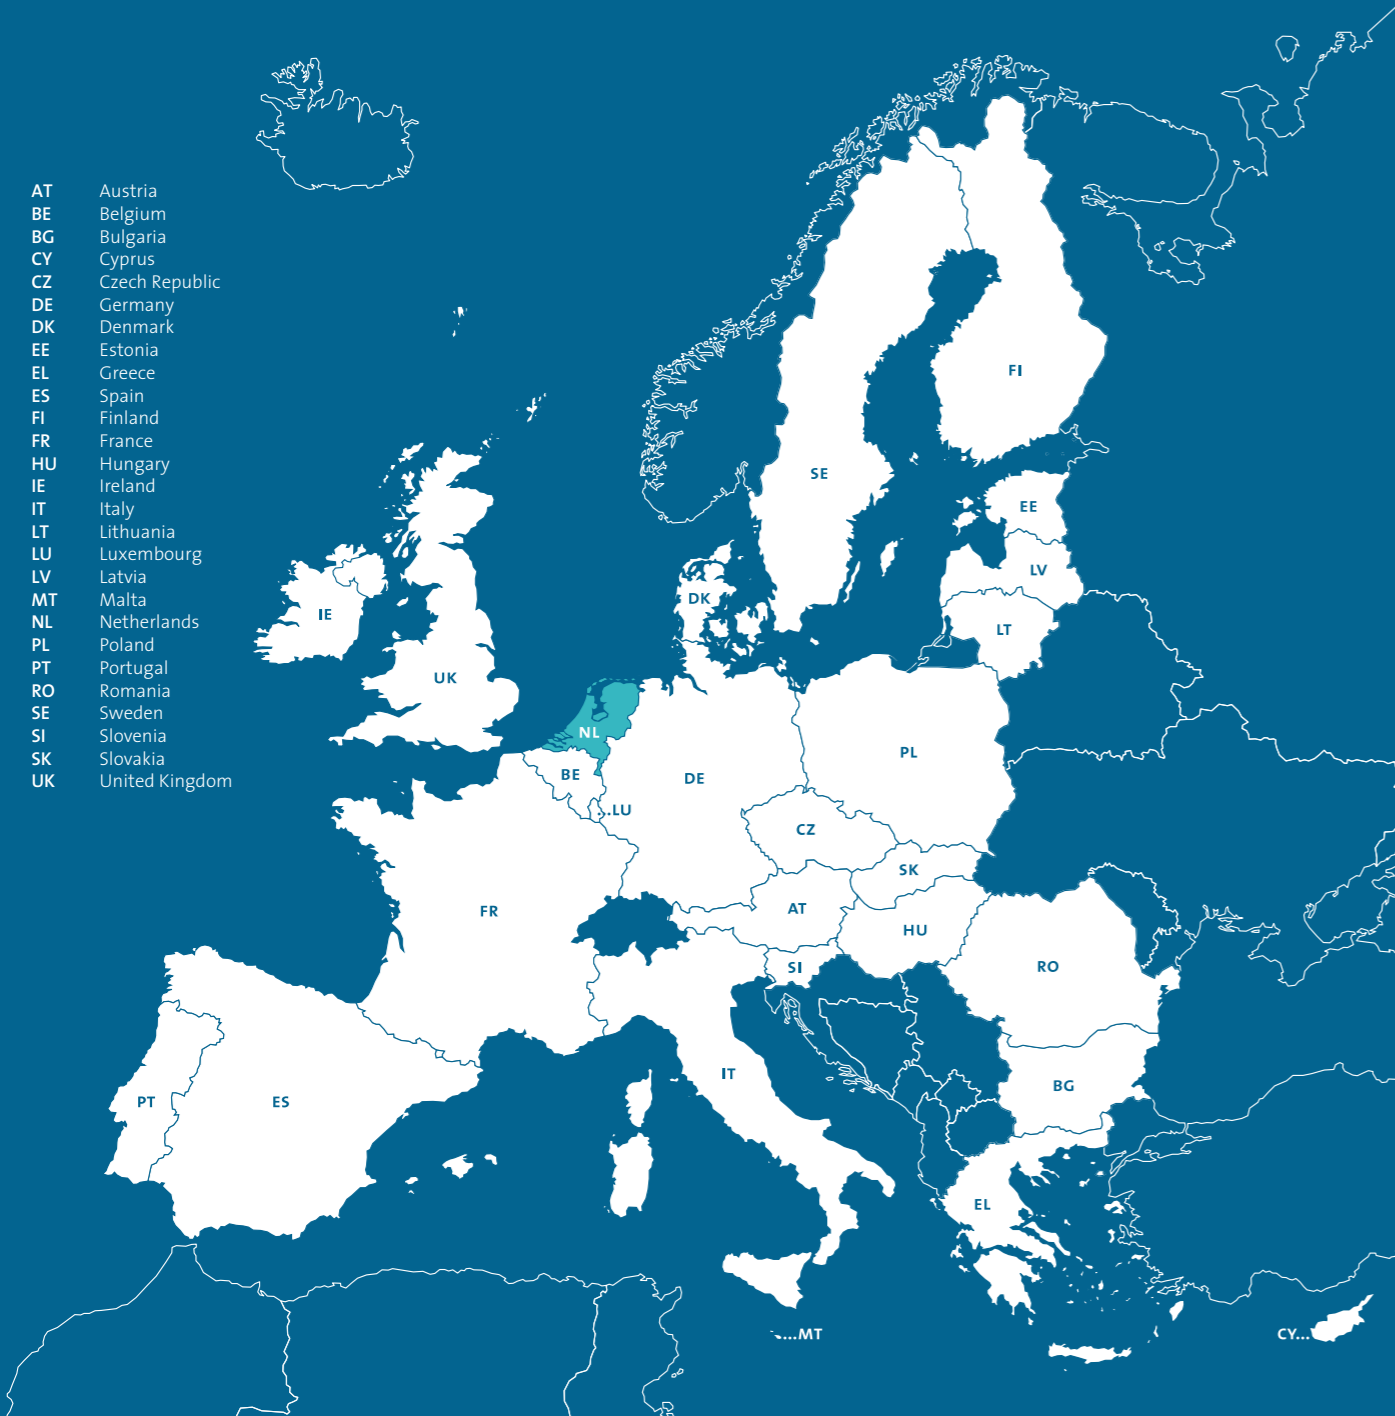 AT Austria
BE Belgium
BG Bulgaria
CY Cyprus
CZ Czech Republic
DE Germany
DK Denmark
EE Estonia
EL Greece
ES Spain
FI Finland
FR France
HU Hungary
IE Ireland
IT Italy
LT Lithuania
LU Luxembourg
LV Latvia
MT Malta
NL Netherlands
PL Poland
PT Portugal
RO Romania
SE Sweden
SI Slovenia
SK Slovakia
UK United Kingdom
FI
SE
EE
LV
DK
IE
LT
UK
NL
PL
BE
DE
...LU
CZ
SK
AT
FR
HU
SI
RO
IT
BG
PT
ES
EL
...MT
CY...